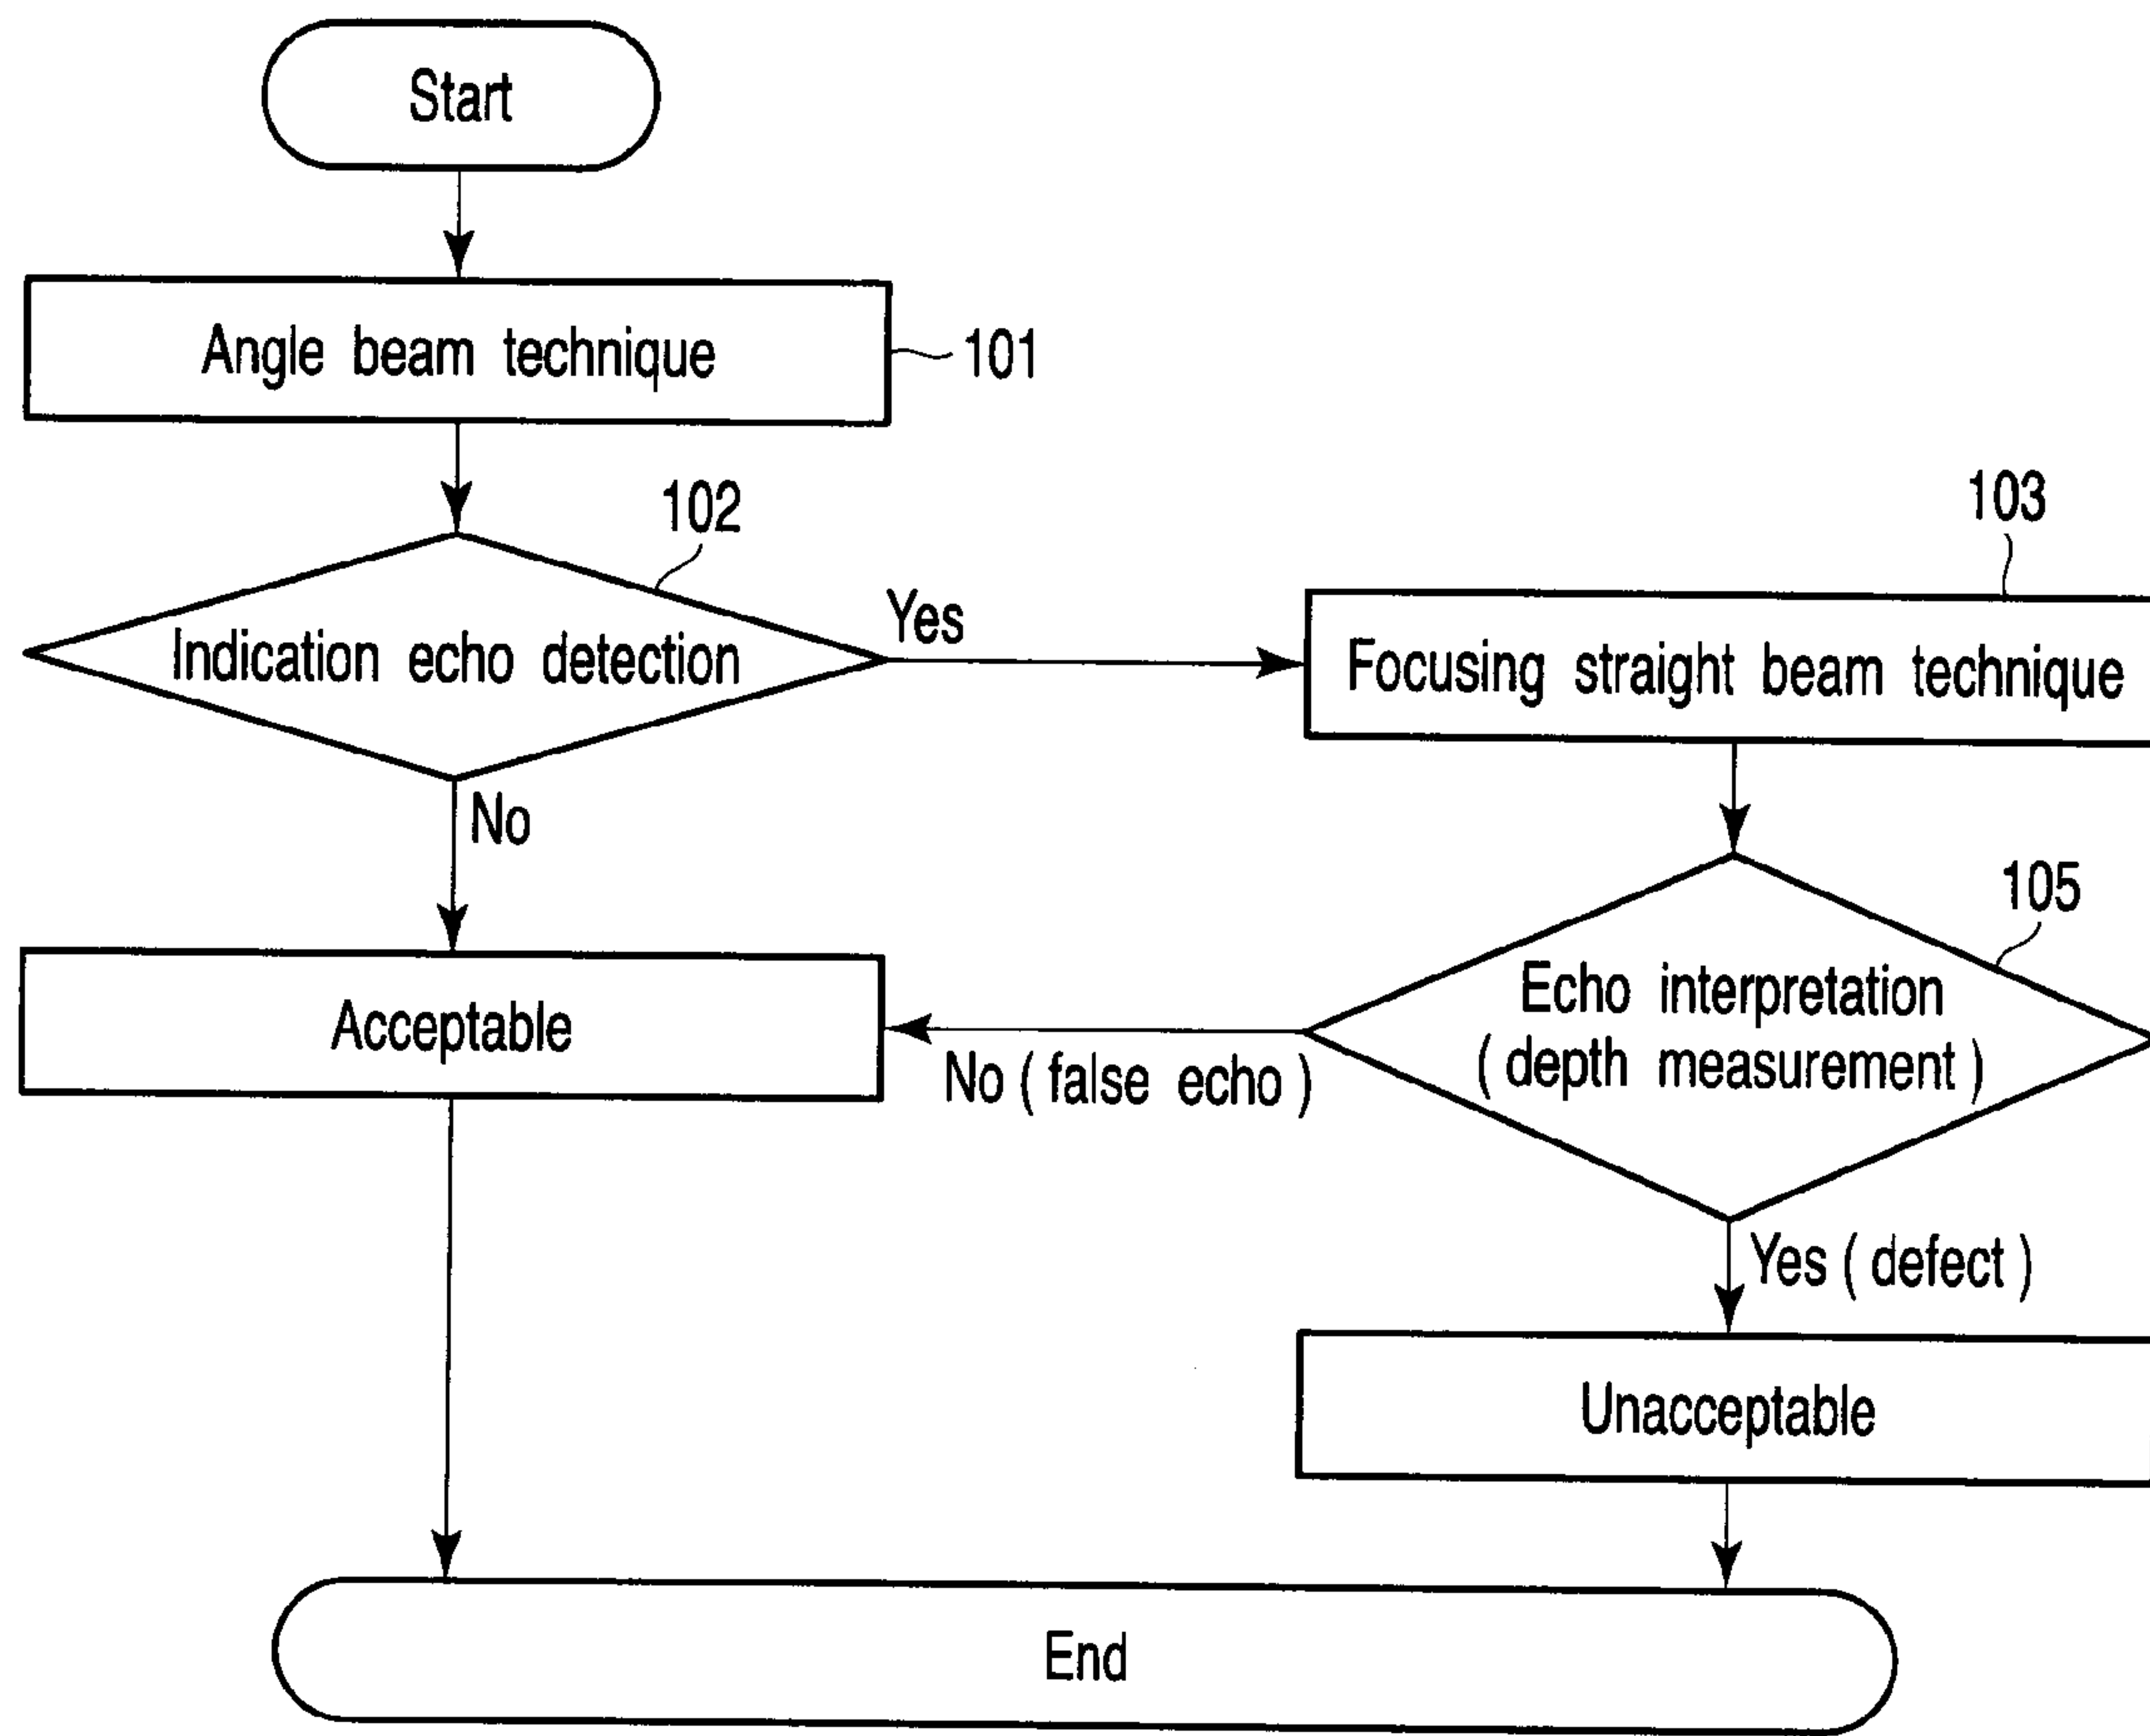 Start
Angle beam technique
101
102
Indication echo detection
Yes
103
Focusing straight beam technique
No
105
Echo interpretation
( depth measurement )
Acceptable
No ( false echo )
Yes ( defect )
Unacceptable
End